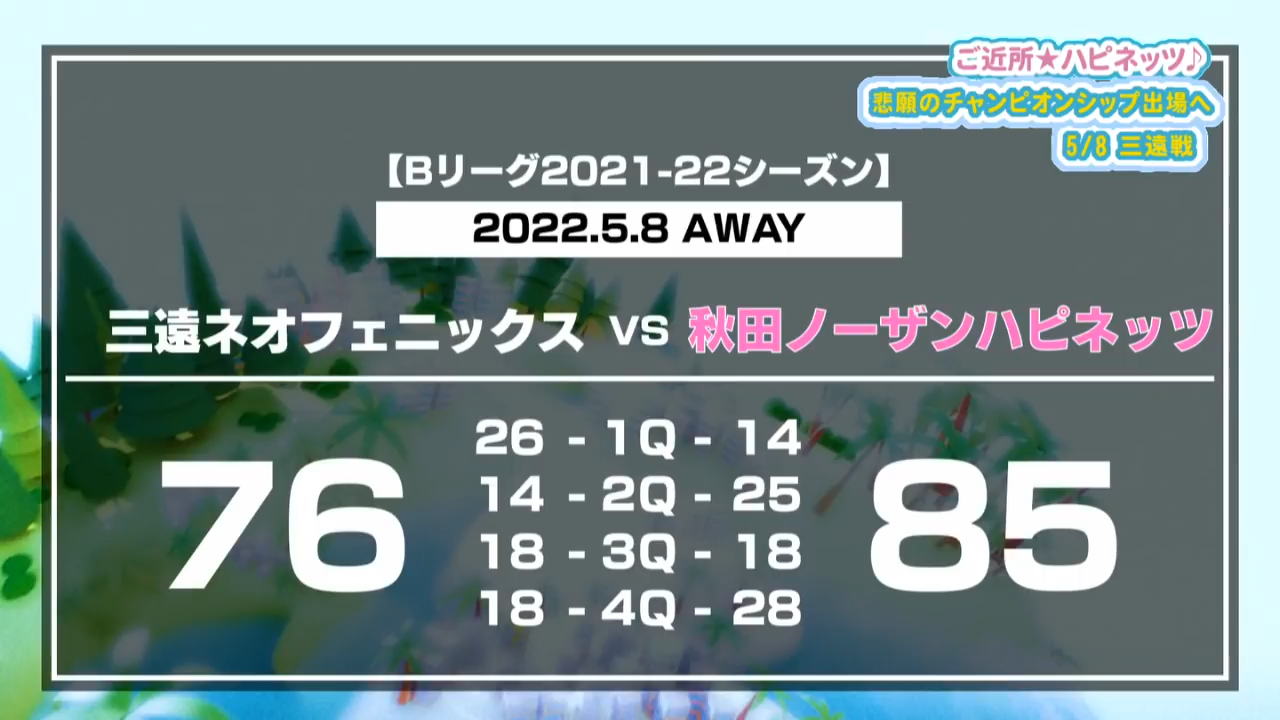 ご近所★ハピネッツ♪
悲願のチャンピオンシップ出場へ
5/8 三遠戦
【Bリーグ2021-22シーズン】
2022.5.8 AWAY
三遠ネオフェニックス VS 秋田ノーザンハピネッツ
76
26 - 1Q - 14
14 - 2Q - 25
18 - 3Q - 18
18 - 4Q - 28
85